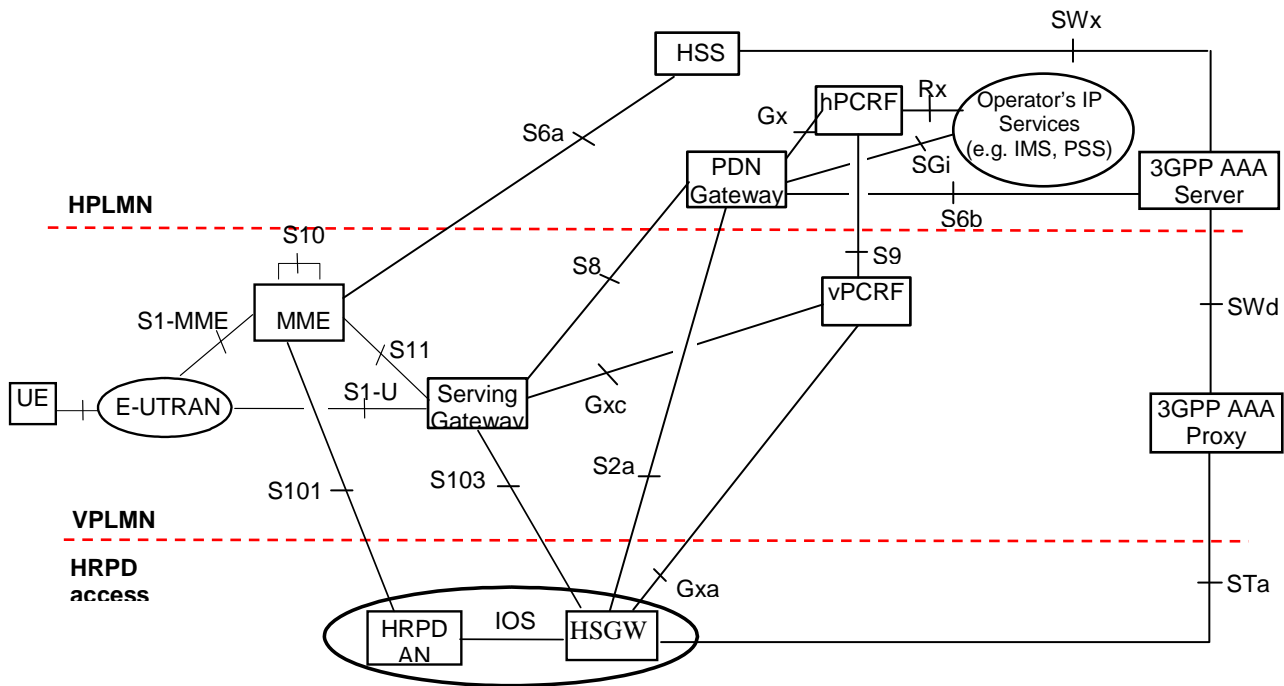 SWx
HSS
Rx
hPCRF
Operator's IP
Services
(e.g. IMS, PSS)
Gx
S6a
SGi
PDN
Gateway
3GPP AAA
Server
HPLMN
S6b
S10
S8
S9
vPCRF
SWd
S1-MME
MME
S11
S1-U
UE
E-UTRAN
Serving
Gateway
Gxc
3GPP AAA
Proxy
S2a
S101
S103
VPLMN
HRPD
access
Gxa
STa
IOS
HRPD
AN
HSGW